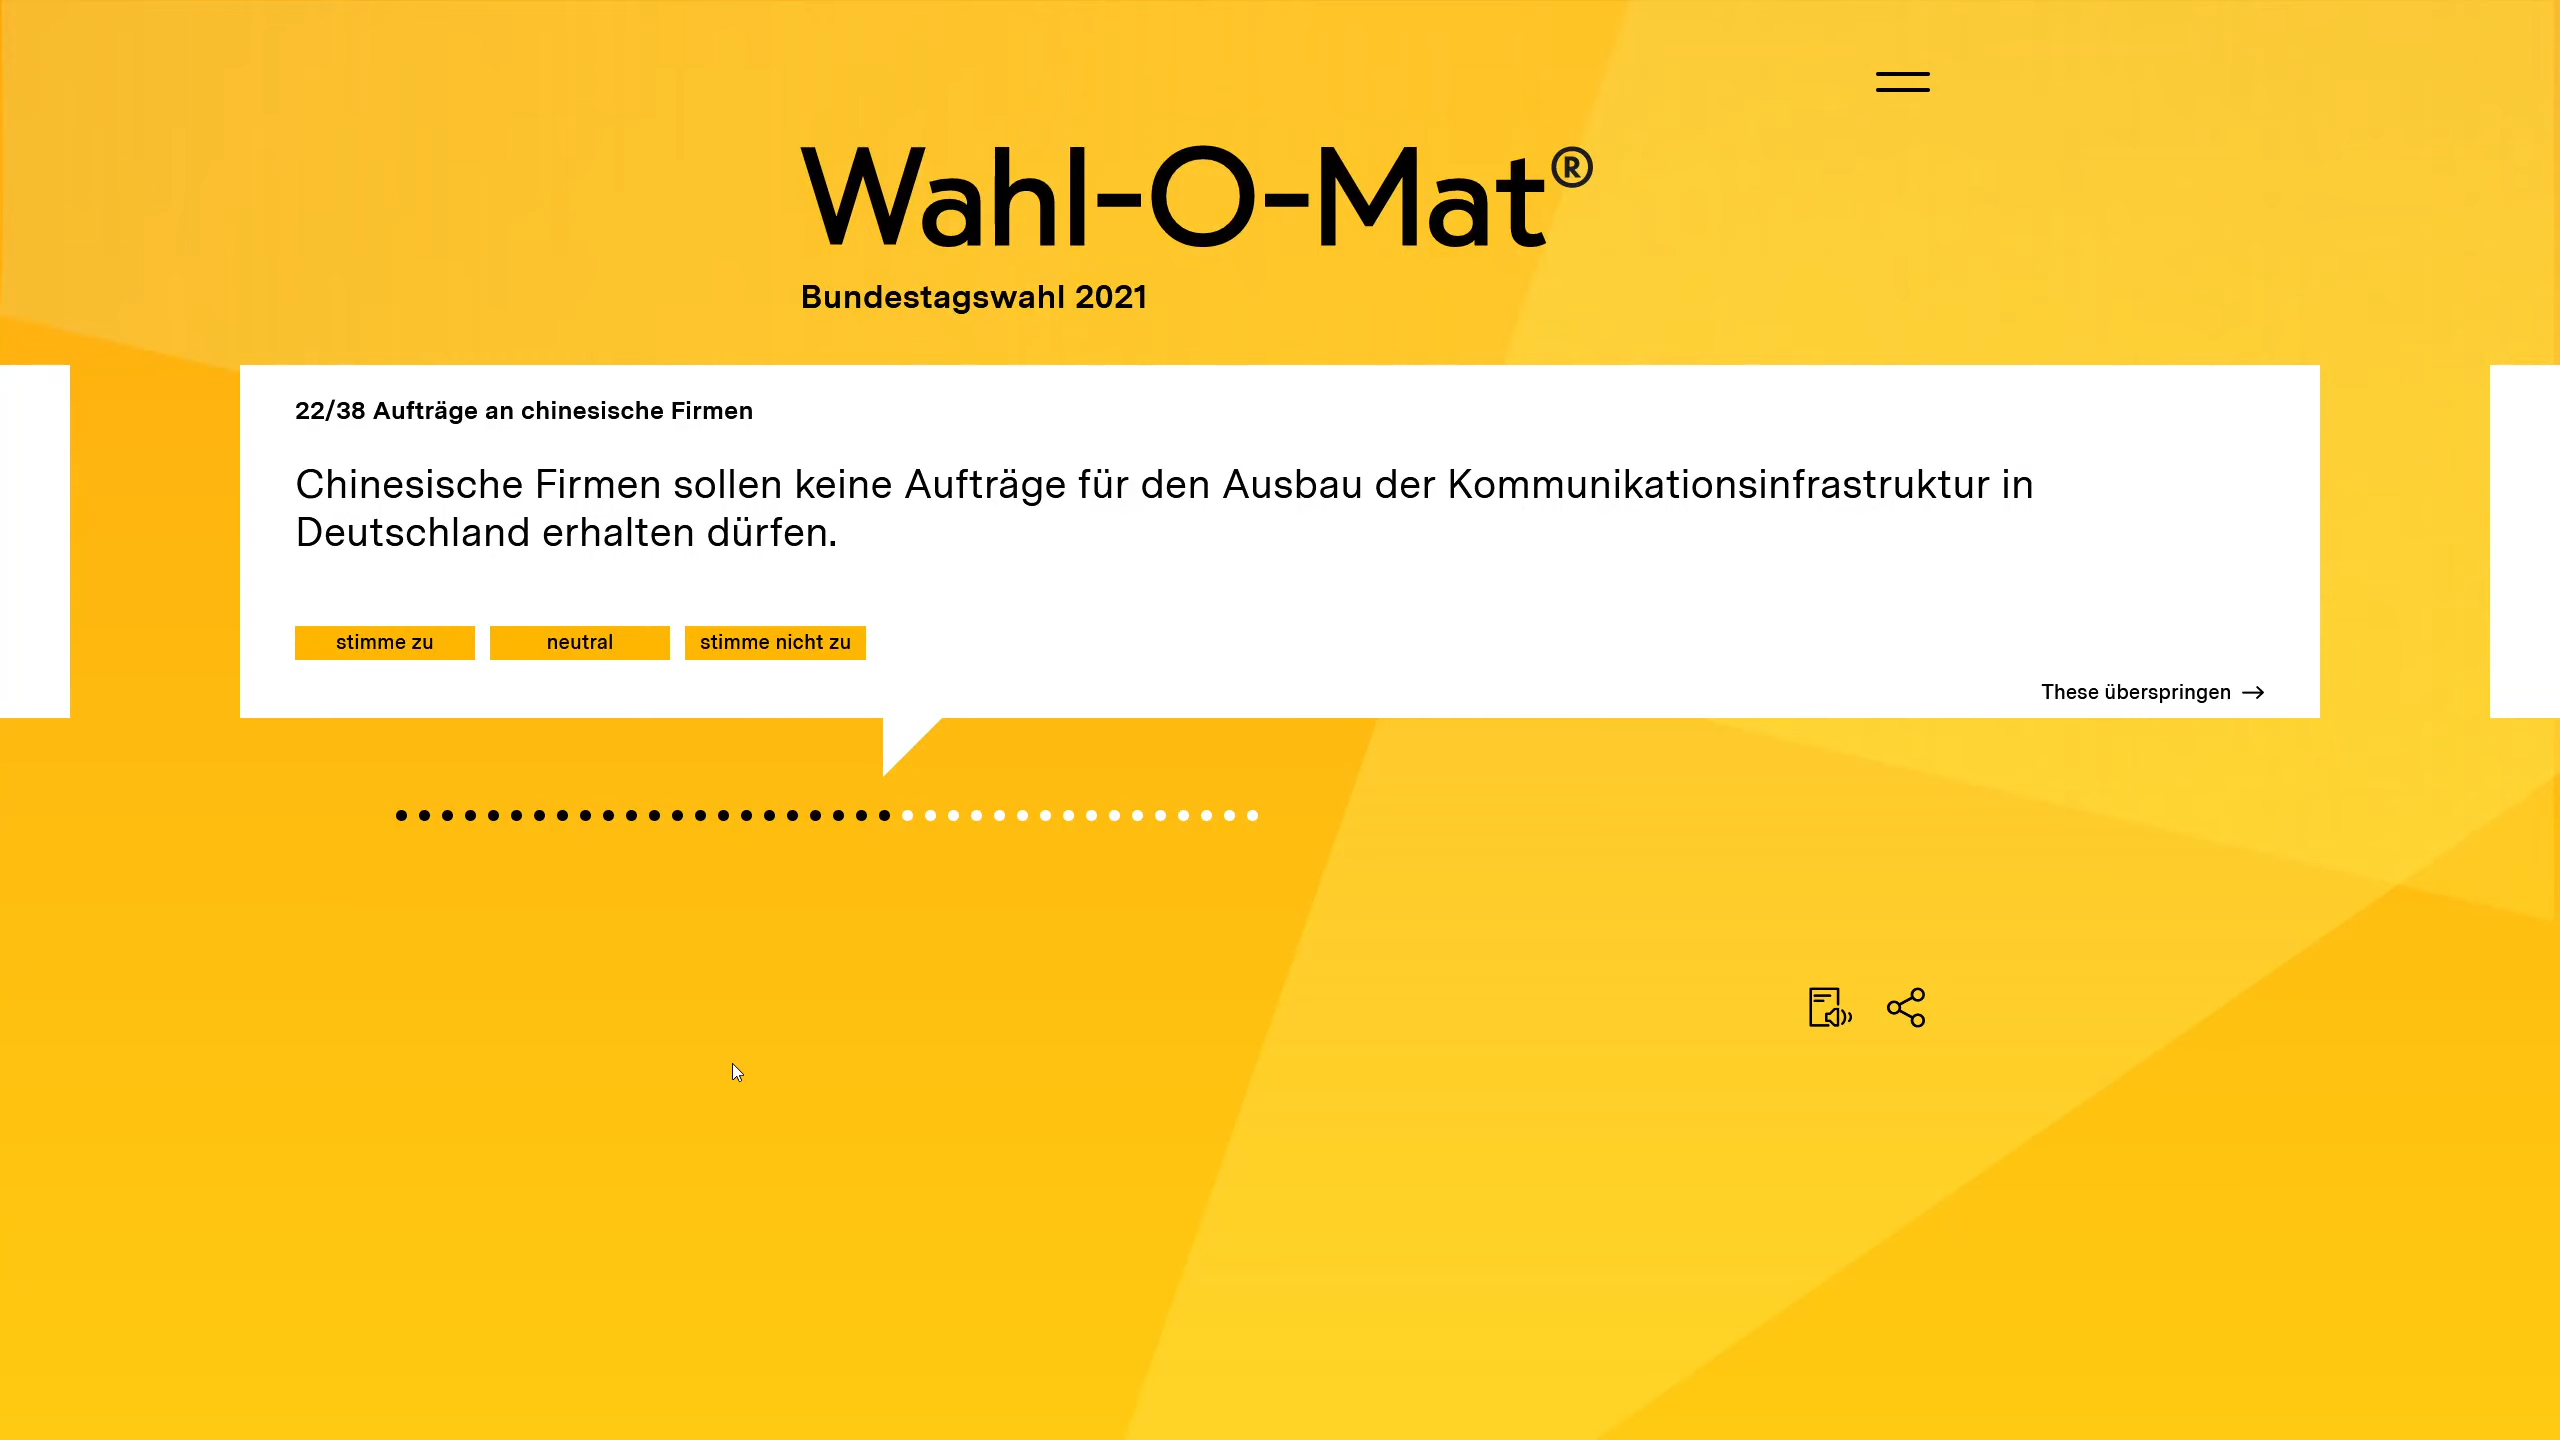 Wahl-O-Mat®
Bundestagswahl 2021
22/38 Aufträge an chinesische Firmen
Chinesische Firmen sollen keine Aufträge für den Ausbau der Kommunikationsinfrastruktur in
Deutschland erhalten dürfen.
stimme zu neutral stimme nicht zu
These überspringen →